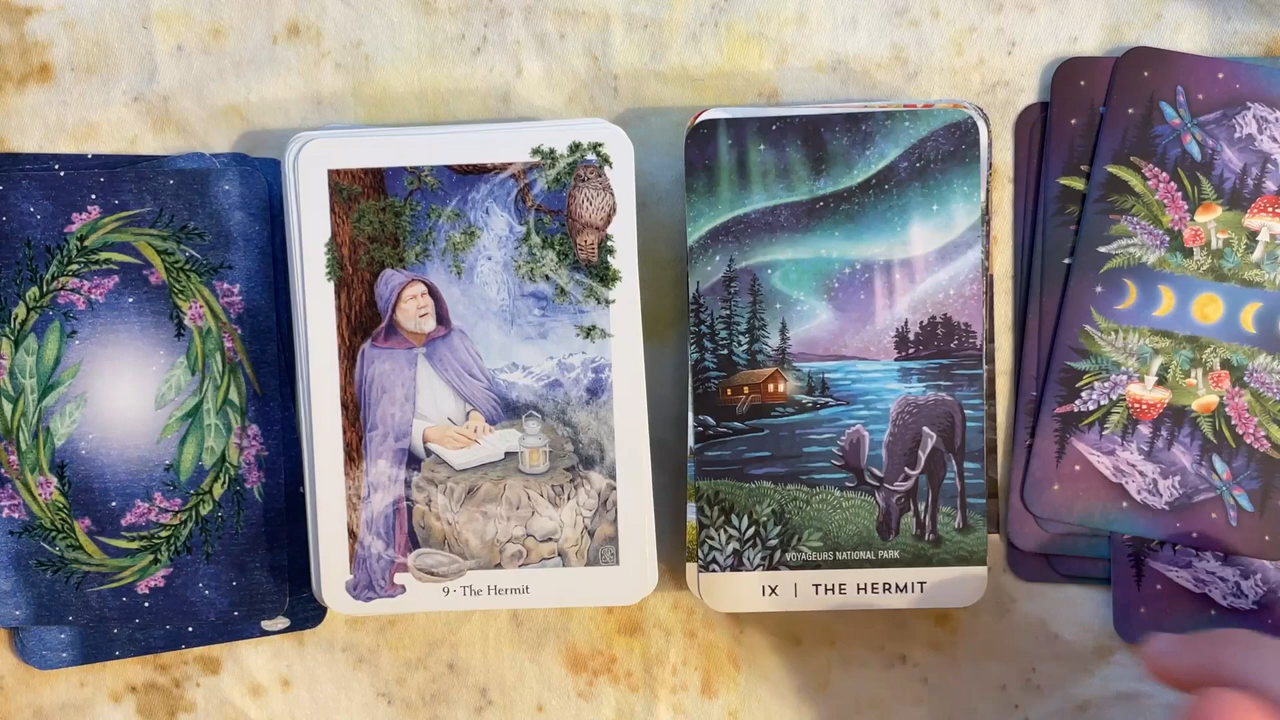 9 · The Hermit
VOYAGEURS NATIONAL PARK
IX | THE HERMIT